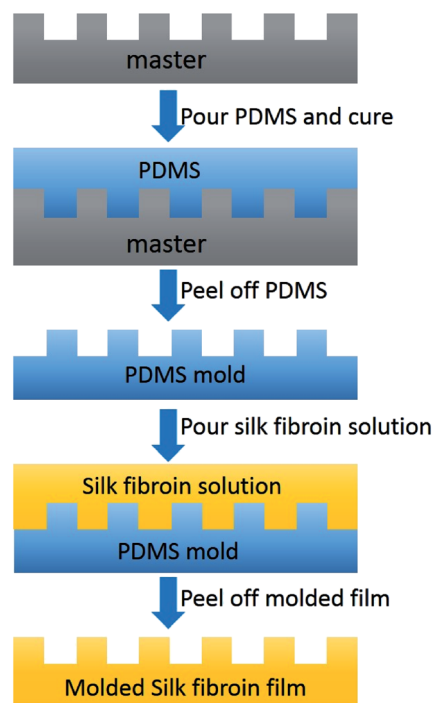 master
Pour PDMS and cure
PDMS
master
Peel off PDMS
PDMS mold
Pour silk fibroin solution
Silk fibroin solution
PDMS mold
Peel off molded film
Molded Silk fibroin film